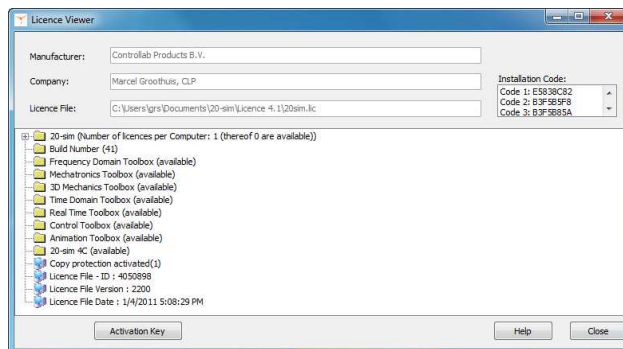 Licence Viewer
Manufacturer: Controllab Products B.V.
Company: Marcel Groothuis, CLP
Licence File: C:\Users\grs\Documents\20-sim\Licence 4.1\20sim.lic
Installation Code:
Code 1: E5838C82
Code 2: B3F5B5F8
Code 3: B3F5B85A
20-sim (Number of licences per Computer: 1 (thereof 0 are available))
Build Number (41)
Frequency Domain Toolbox (available)
Mechatronics Toolbox (available)
3D Mechanics Toolbox (available)
Time Domain Toolbox (available)
Real Time Toolbox (available)
Control Toolbox (available)
Animation Toolbox (available)
20-sim 4C (available)
Copy protection activated(1)
Licence File - ID : 4050898
Licence File Version : 2200
Licence File Date : 1/4/2011 5:08:29 PM
Activation Key
Help
Close